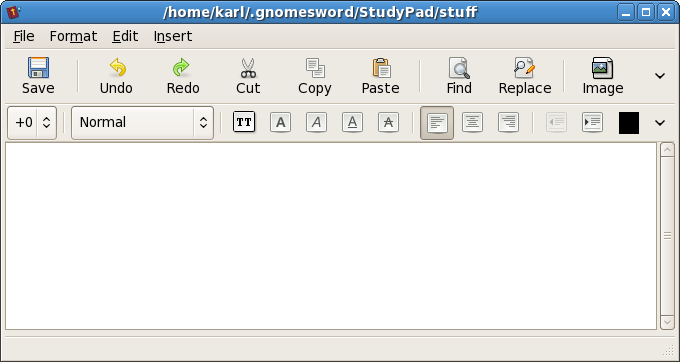 /home/karl/.gnomesword/StudyPad/stuff
File Format Edit Insert
Save Undo Redo Cut Copy Paste Find Replace Image
+0 Normal TT A A A A